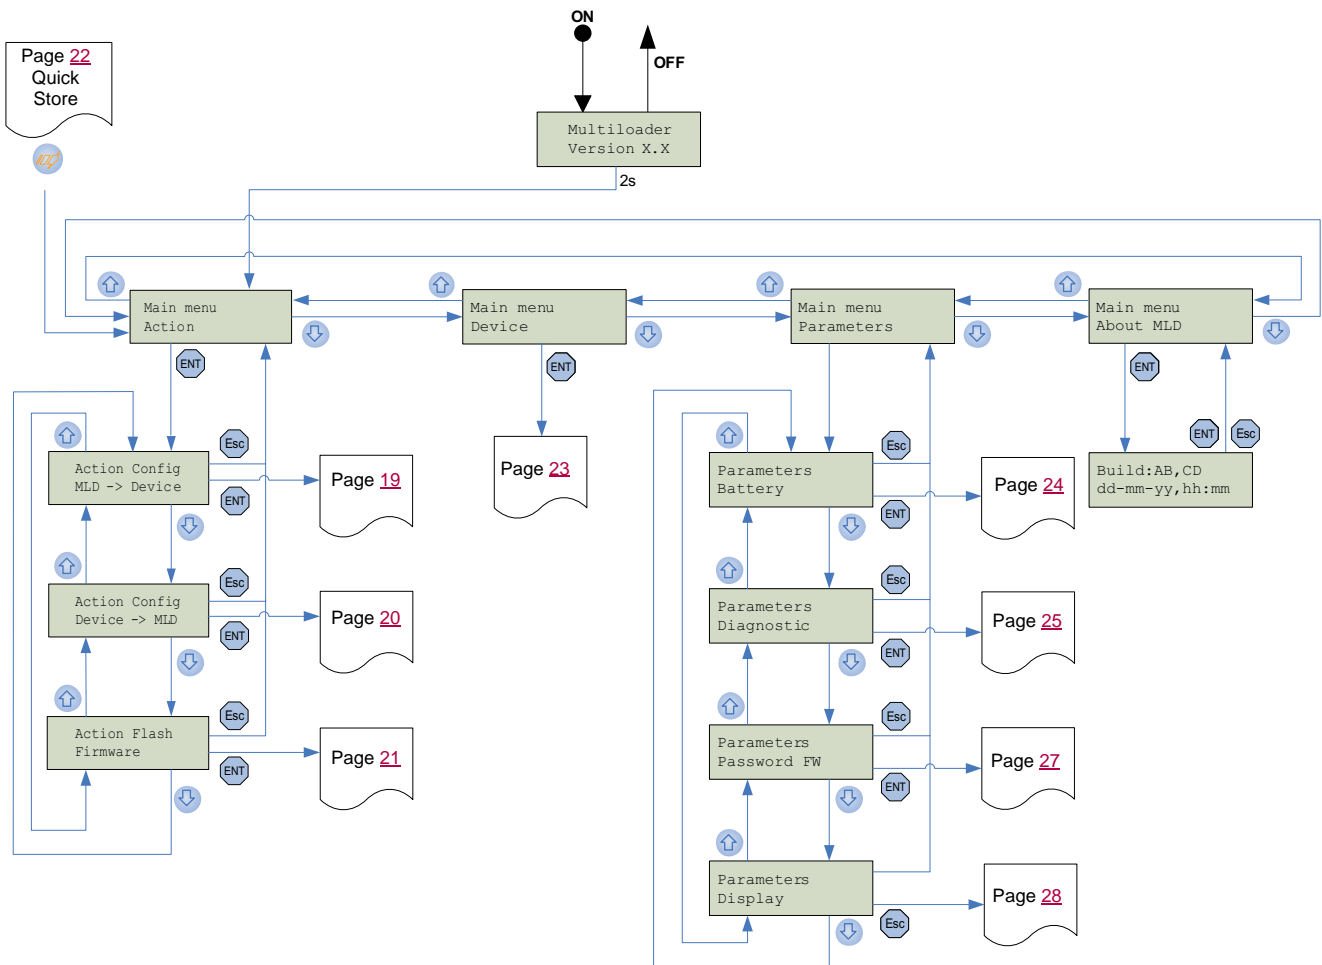 ON
OFF
Page 22
Quick
Store
Multiloader
Version X.X
2s
Main menu
Action
Main menu
Device
Main menu
Parameters
Main menu
About MLD
ENT
ENT
ENT
ENT
Esc
Esc
Action Config
MLD -> Device
ENT
Page 19
Page 23
Esc
Parameters
Battery
ENT
Page 24
Build:AB,CD
dd-mm-yy,hh:mm
Esc
Action Config
Device -> MLD
ENT
Page 20
Esc
Parameters
Diagnostic
ENT
Page 25
Esc
Action Flash
Firmware
ENT
Page 21
Esc
Parameters
Password FW
ENT
Page 27
Parameters
Display
Esc
Page 28